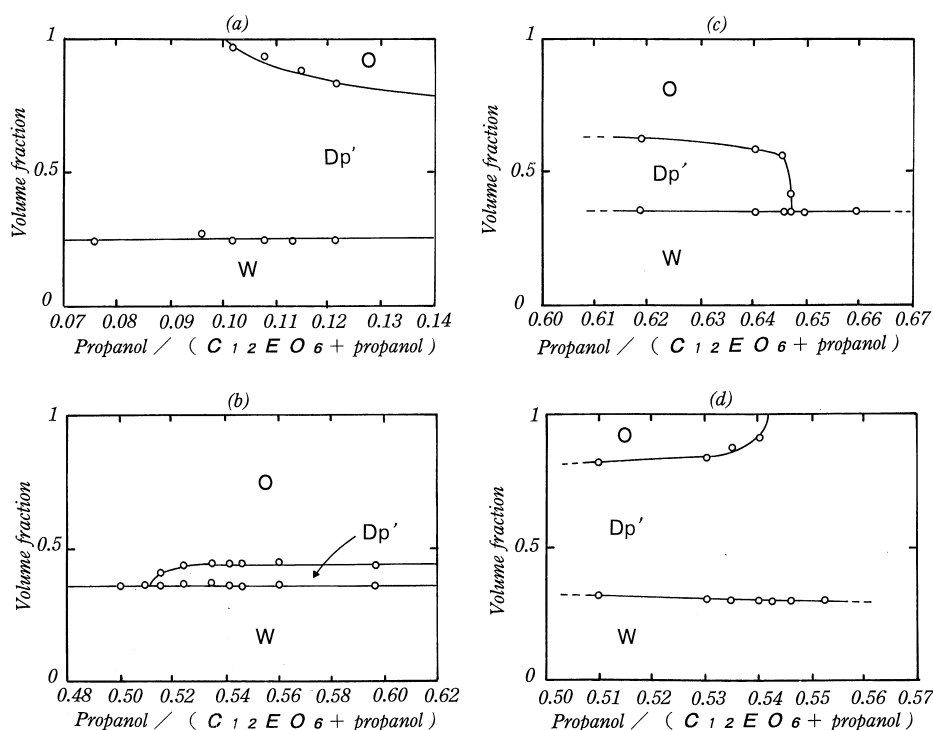 (a)
1
O
Volume fraction
Dp′
0.5
W
0
0.07 0.08 0.09 0.10 0.11 0.12 0.13 0.14
Propanol / ( C 1 2 E O 6 + propanol )
(c)
1
O
Volume fraction
Dp′
0.5
W
0
0.60 0.61 0.62 0.63 0.64 0.65 0.66 0.67
Propanol / ( C 1 2 E O 6 + propanol )
(b)
1
O
Volume fraction
Dp′
0.5
W
0
0.48 0.50 0.52 0.54 0.56 0.58 0.60 0.62
Propanol / ( C 1 2 E O 6 + propanol )
(d)
1
O
Volume fraction
Dp′
0.5
W
0
0.50 0.51 0.52 0.53 0.54 0.55 0.56 0.57
Propanol / ( C 1 2 E O 6 + propanol )